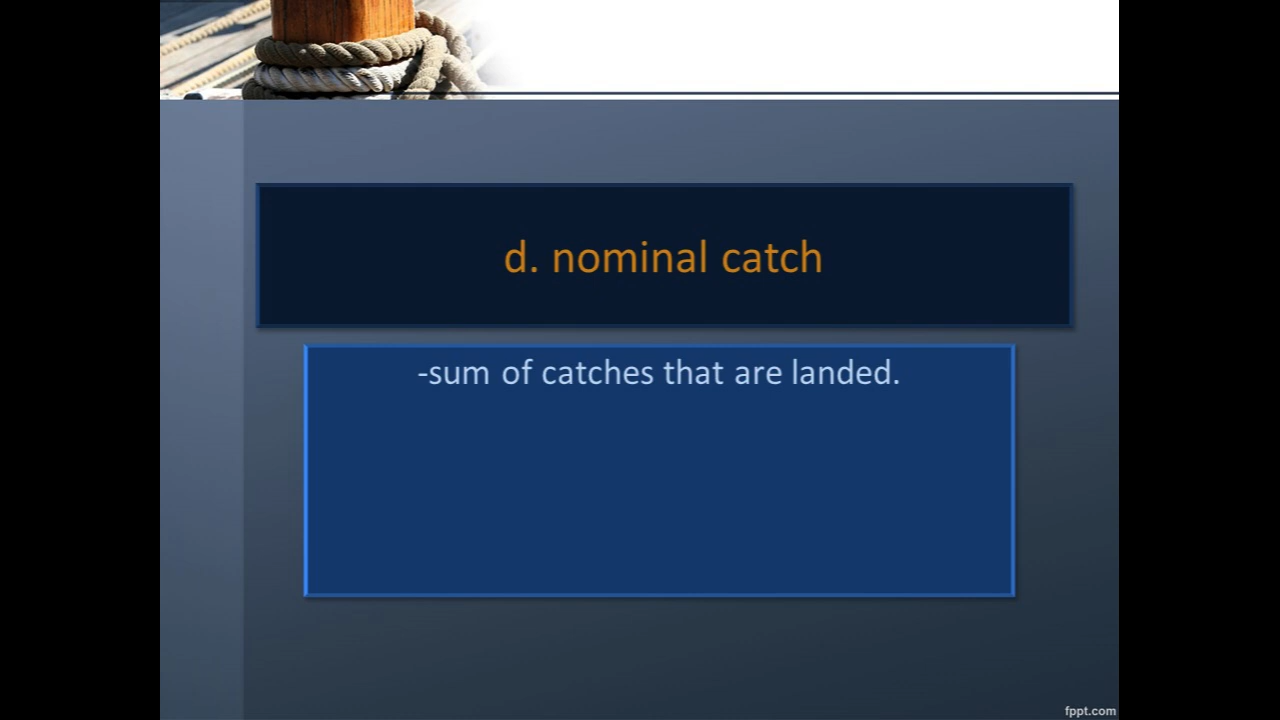 d. nominal catch
-sum of catches that are landed.
fppt.com